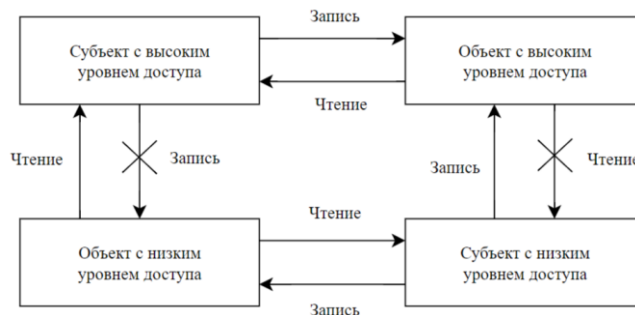 Запись
Субъект с высоким
уровнем доступа
Объект с высоким
уровнем доступа
Чтение
Чтение
Запись
Запись
Чтение
Чтение
Объект с низким
уровнем доступа
Субъект с низким
уровнем доступа
Запись